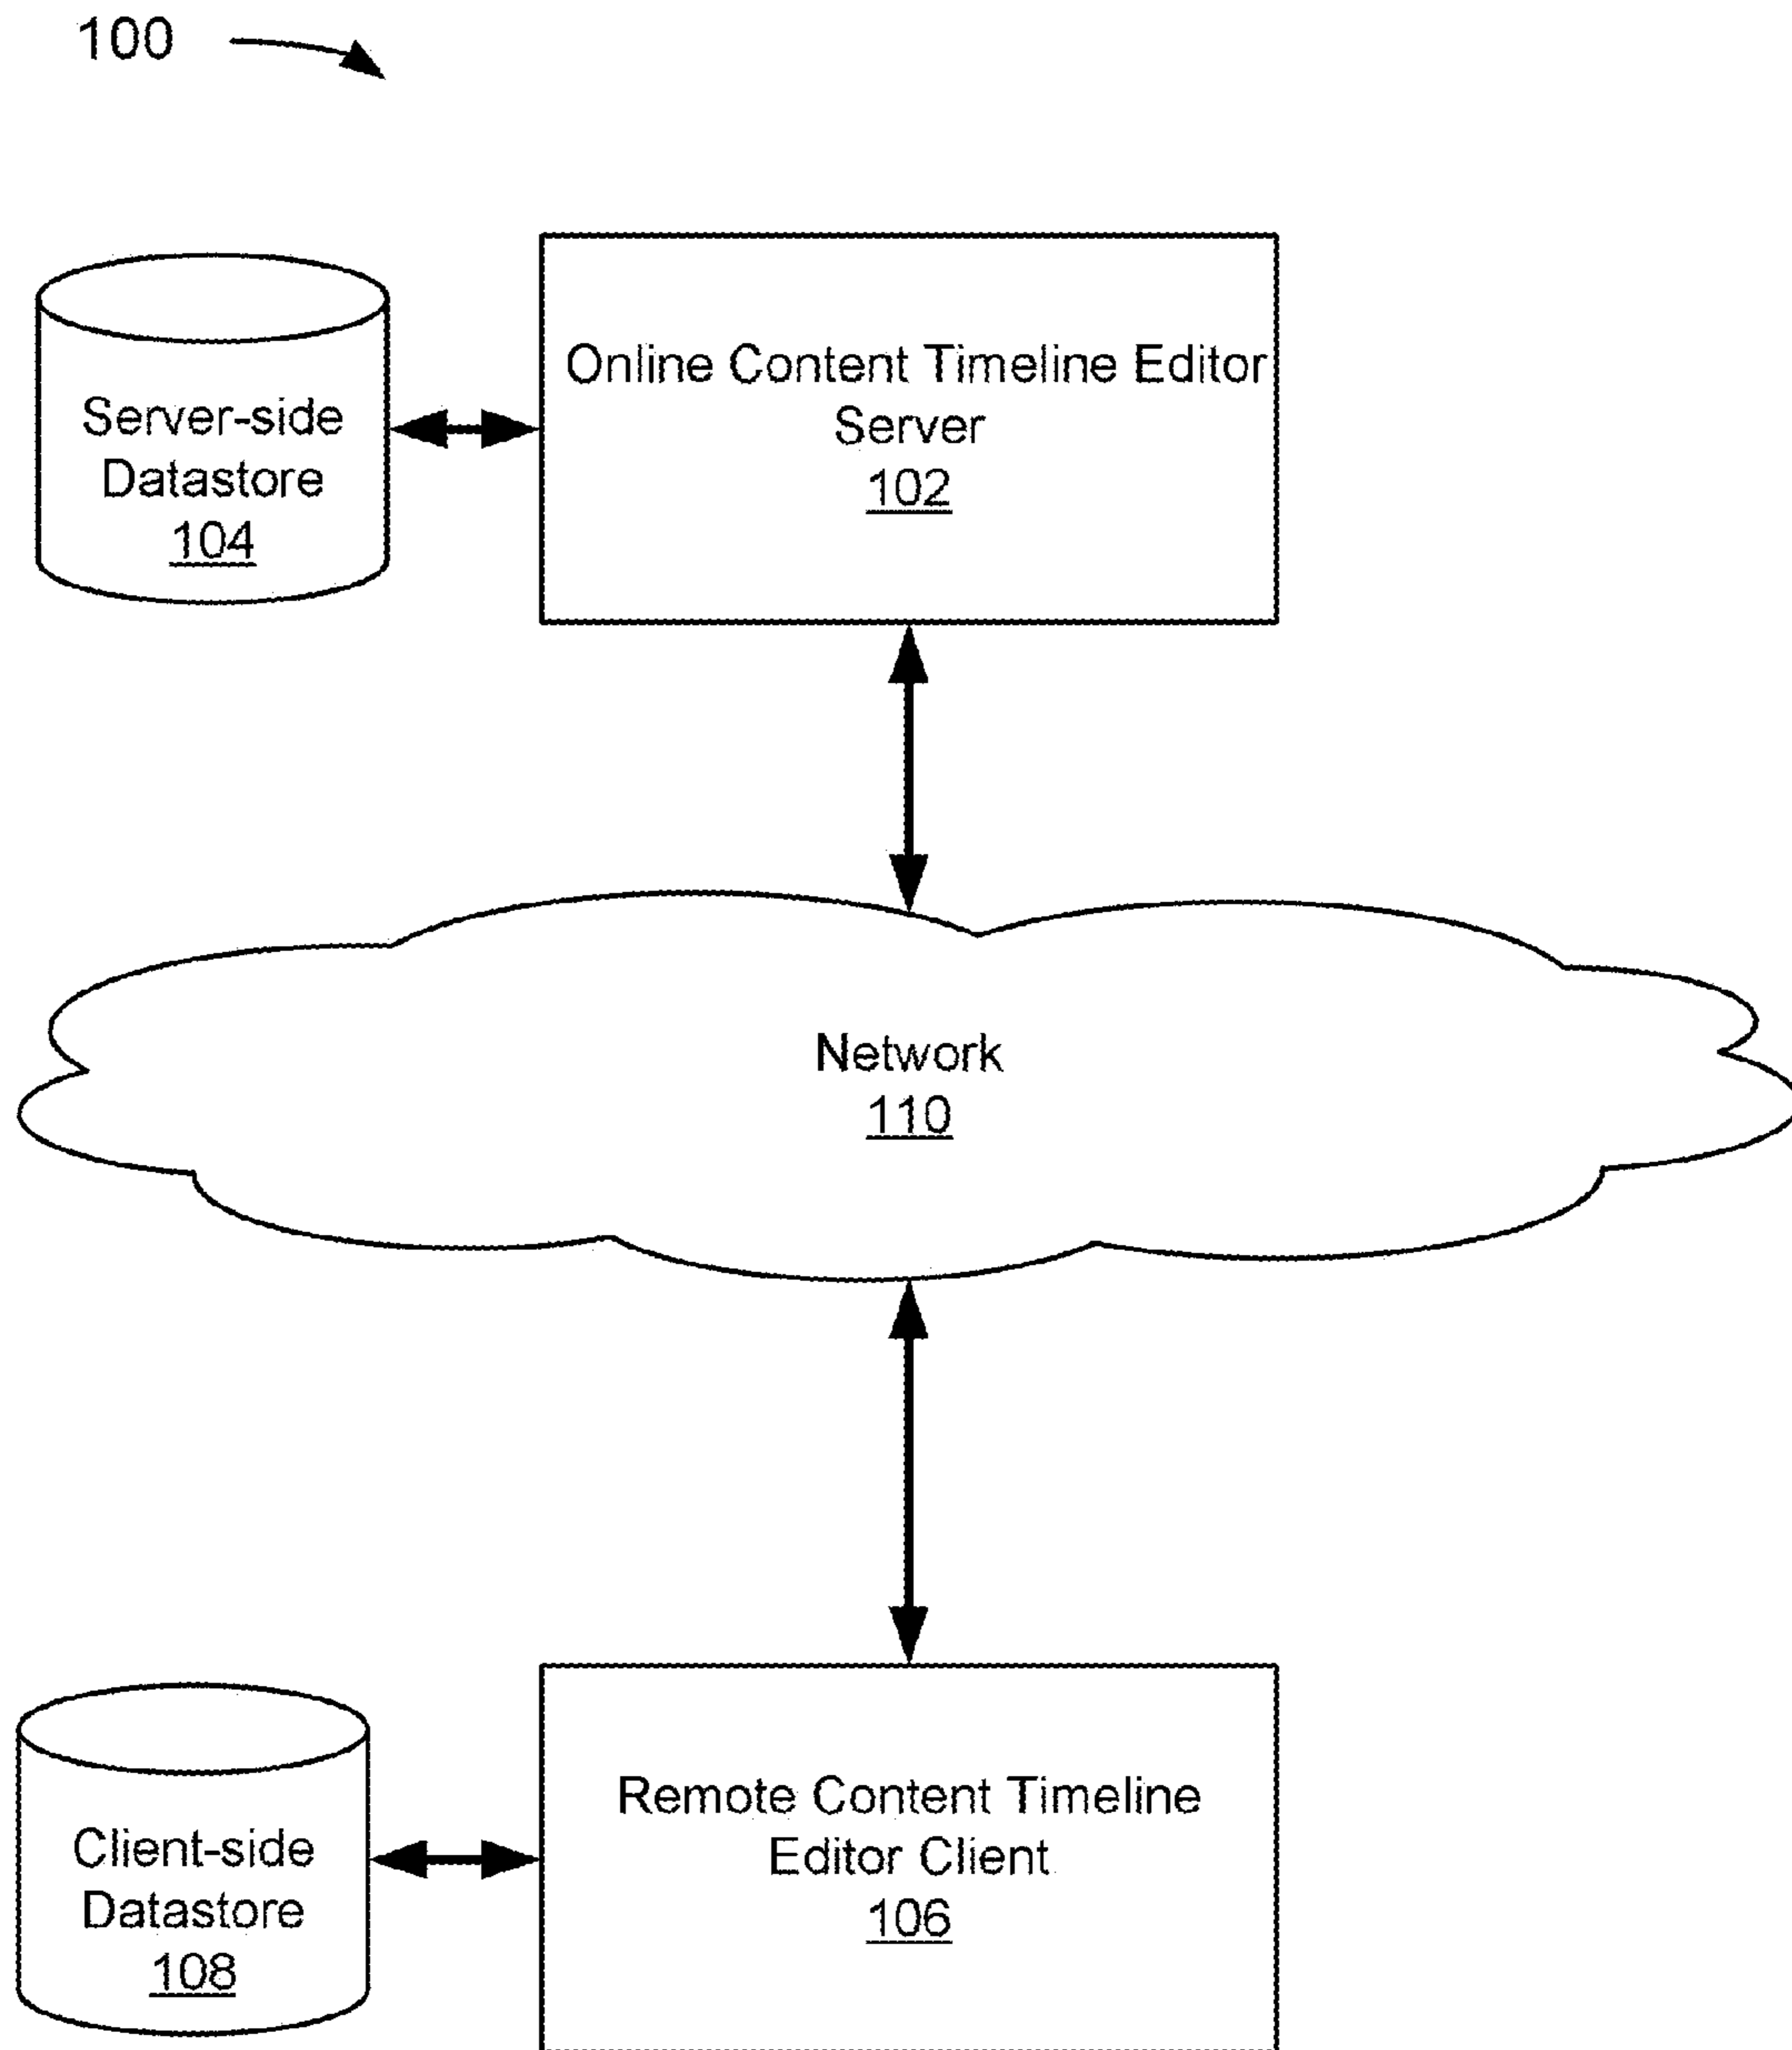 100
Online Content Timeline Editor
Server
102
Server-side
Datastore
104
Network
110
Remote Content Timeline
Editor Client
106
Client-side
Datastore
108